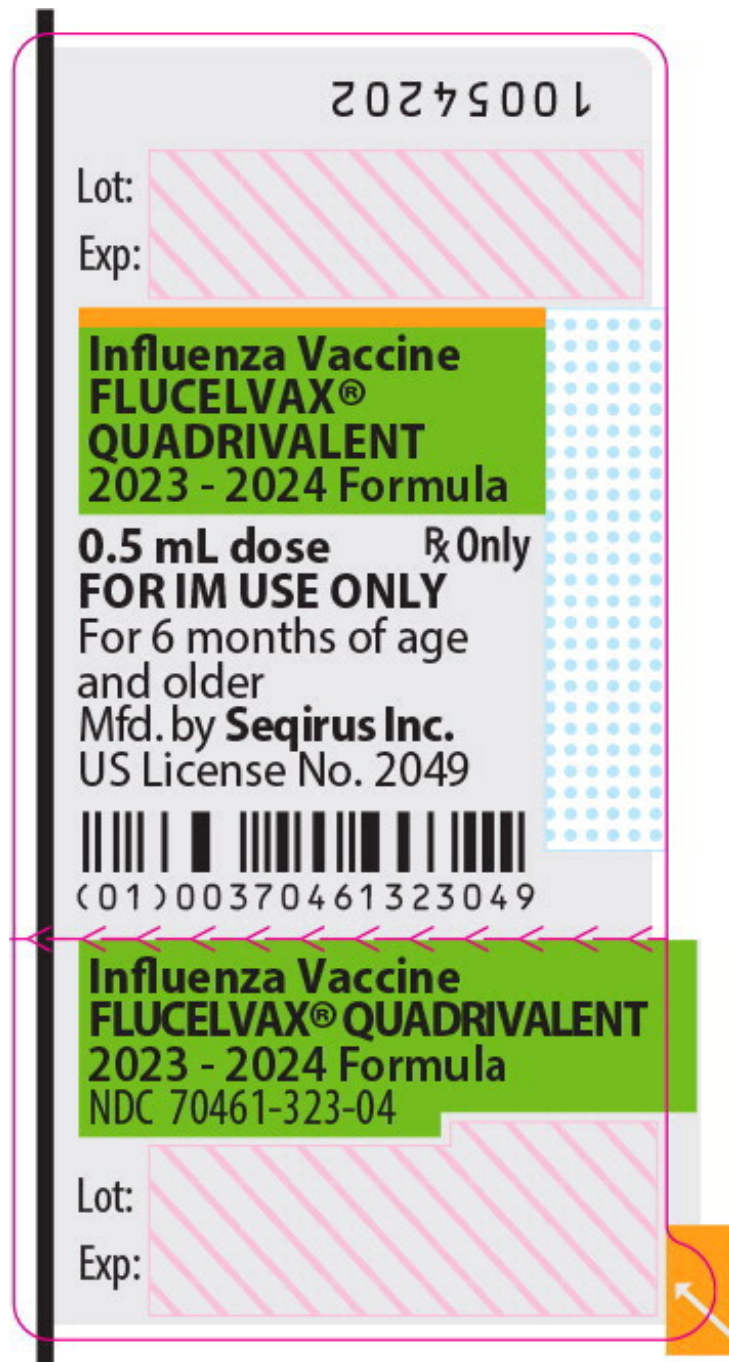 10054202
Lot:
Exp:
Influenza Vaccine
FLUCELVAX®
QUADRIVALENT
2023 - 2024 Formula
0.5 mL dose ℞ Only
FOR IM USE ONLY
For 6 months of age
and older
Mfd. by Seqirus Inc.
US License No. 2049
(01)00370461323049
Influenza Vaccine
FLUCELVAX® QUADRIVALENT
2023 - 2024 Formula
NDC 70461-323-04
Lot:
Exp: